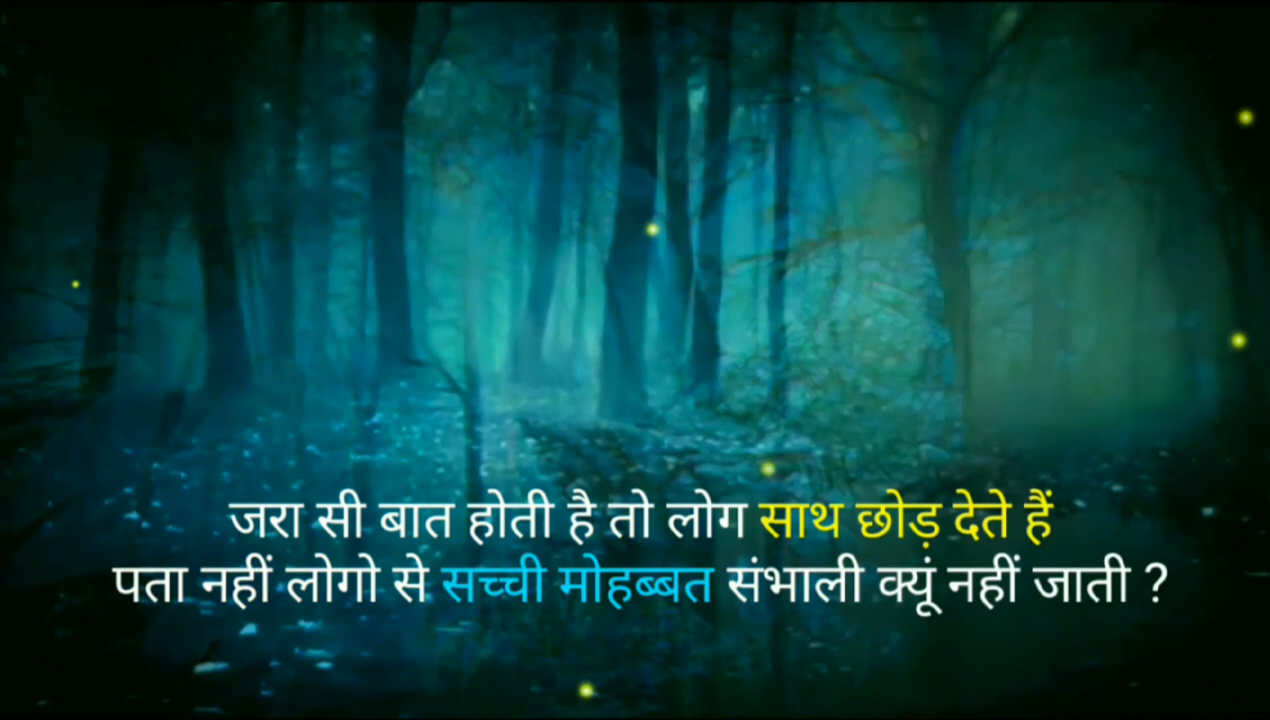 जरा सी बात होती है तो लोग साथ छोड़ देते हैं
पता नहीं लोगो से सच्ची मोहब्बत संभाली क्यूं नहीं जाती ?